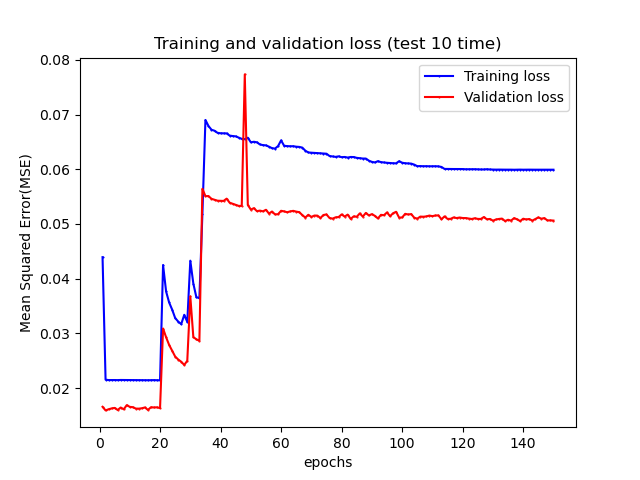 Training and validation loss (test 10 time)
Training loss
Validation loss
Mean Squared Error(MSE)
0.08
0.07
0.06
0.05
0.04
0.03
0.02
0 20 40 60 80 100 120 140
epochs